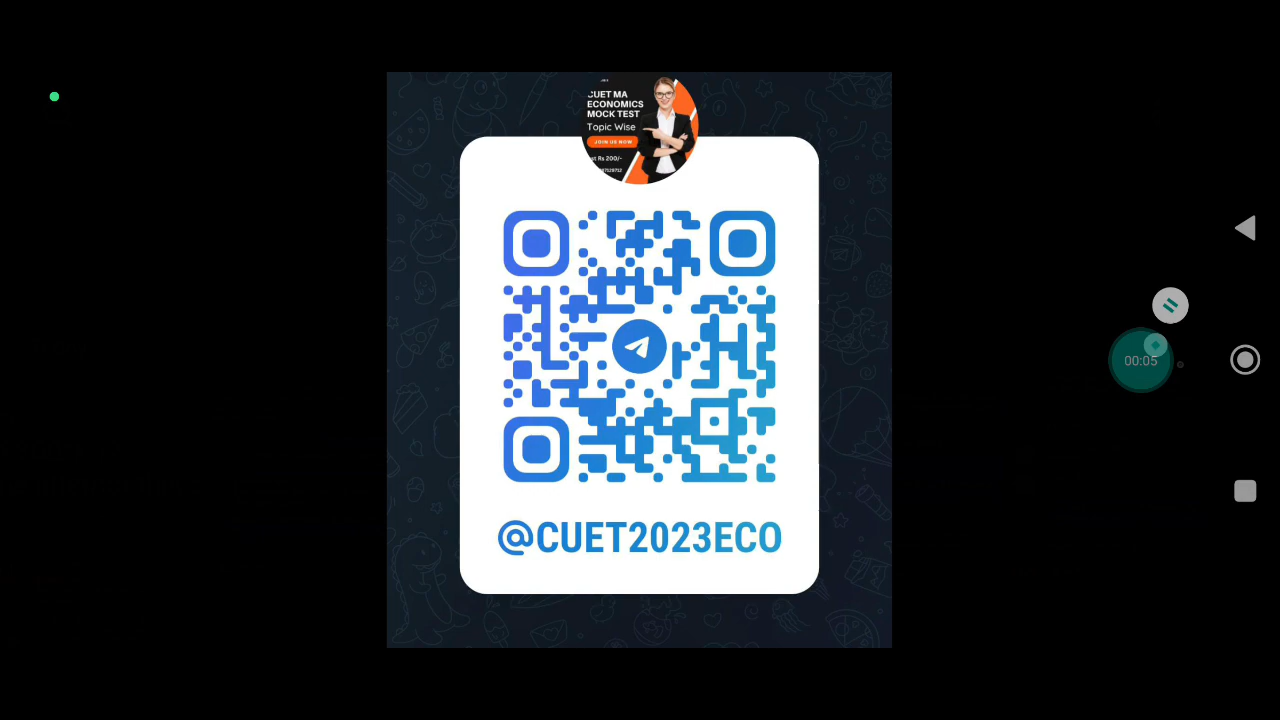 CUET MA
ECONOMICS
MOCK TEST
Topic Wise
JOIN US NOW
Rs 200/-
00:05
@CUET2023ECO